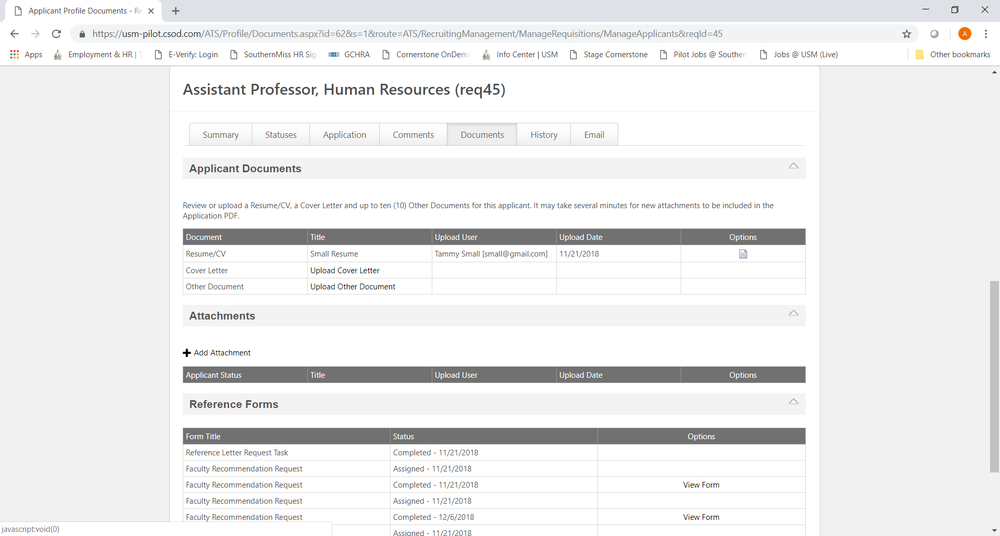 Applicant Profile Documents - Re
https://usm-pilot.csod.com/ATS/Profile/Documents.aspx?id=62&s=1&route=ATS/RecruitingManagement/ManageRequisitions/ManageApplicants&reqId=45
A
Apps Employment & HR | T E-Verify: Login SouthernMiss HR Sig SHRM GCHRA Cornerstone OnDema Info Center | USM Stage Cornerstone Pilot Jobs @ Southern Jobs @ USM (Live) Other bookmarks
Assistant Professor, Human Resources (req45)
Summary Statuses Application Comments Documents History Email
Applicant Documents
Review or upload a Resume/CV, a Cover Letter and up to ten (10) Other Documents for this applicant. It may take several minutes for new attachments to be included in the
Application PDF.
Document Title Upload User Upload Date Options
Resume/CV Small Resume Tammy Small [small@gmail.com] 11/21/2018
Cover Letter Upload Cover Letter
Other Document Upload Other Document
Attachments
Add Attachment
Applicant Status Title Upload User Upload Date Options
Reference Forms
Form Title Status Options
Reference Letter Request Task Completed - 11/21/2018
Faculty Recommendation Request Assigned - 11/21/2018
Faculty Recommendation Request Completed - 11/21/2018 View Form
Faculty Recommendation Request Assigned - 11/21/2018
Faculty Recommendation Request Completed - 12/6/2018 View Form
Assigned - 11/21/2018
javascript:void(0)